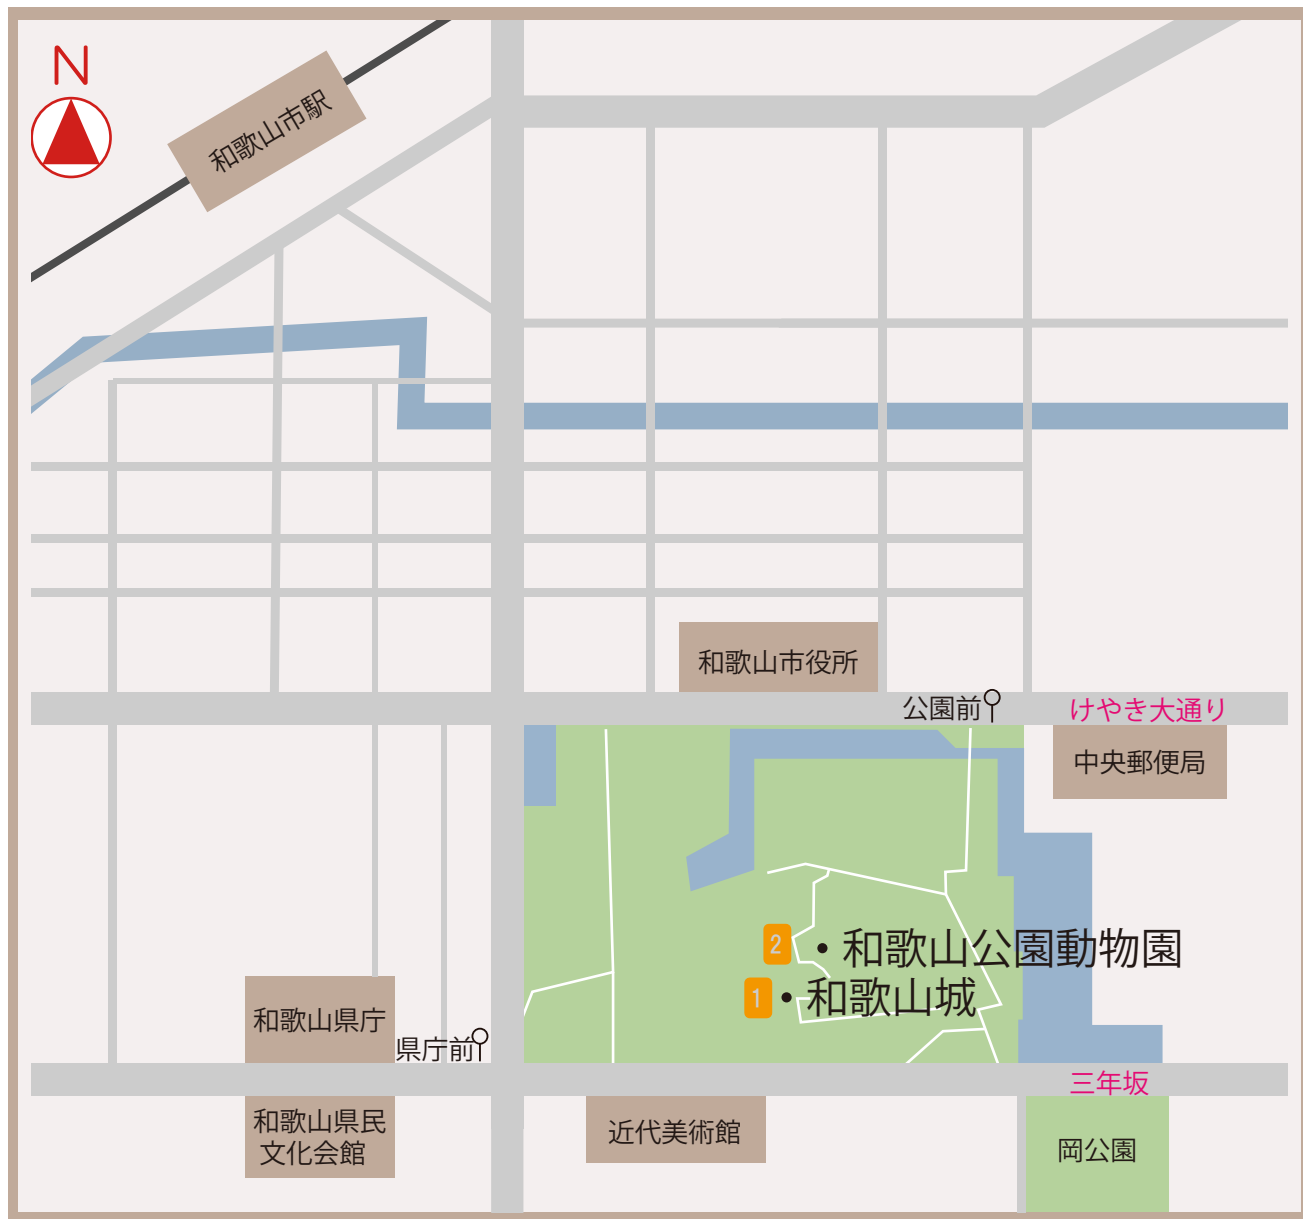 N
和歌山市駅
和歌山市役所
公園前
けやき大通り
中央郵便局
2
・和歌山公園動物園
1
・和歌山城
和歌山県庁
県庁前
三年坂
和歌山県民
文化会館
近代美術館
岡公園